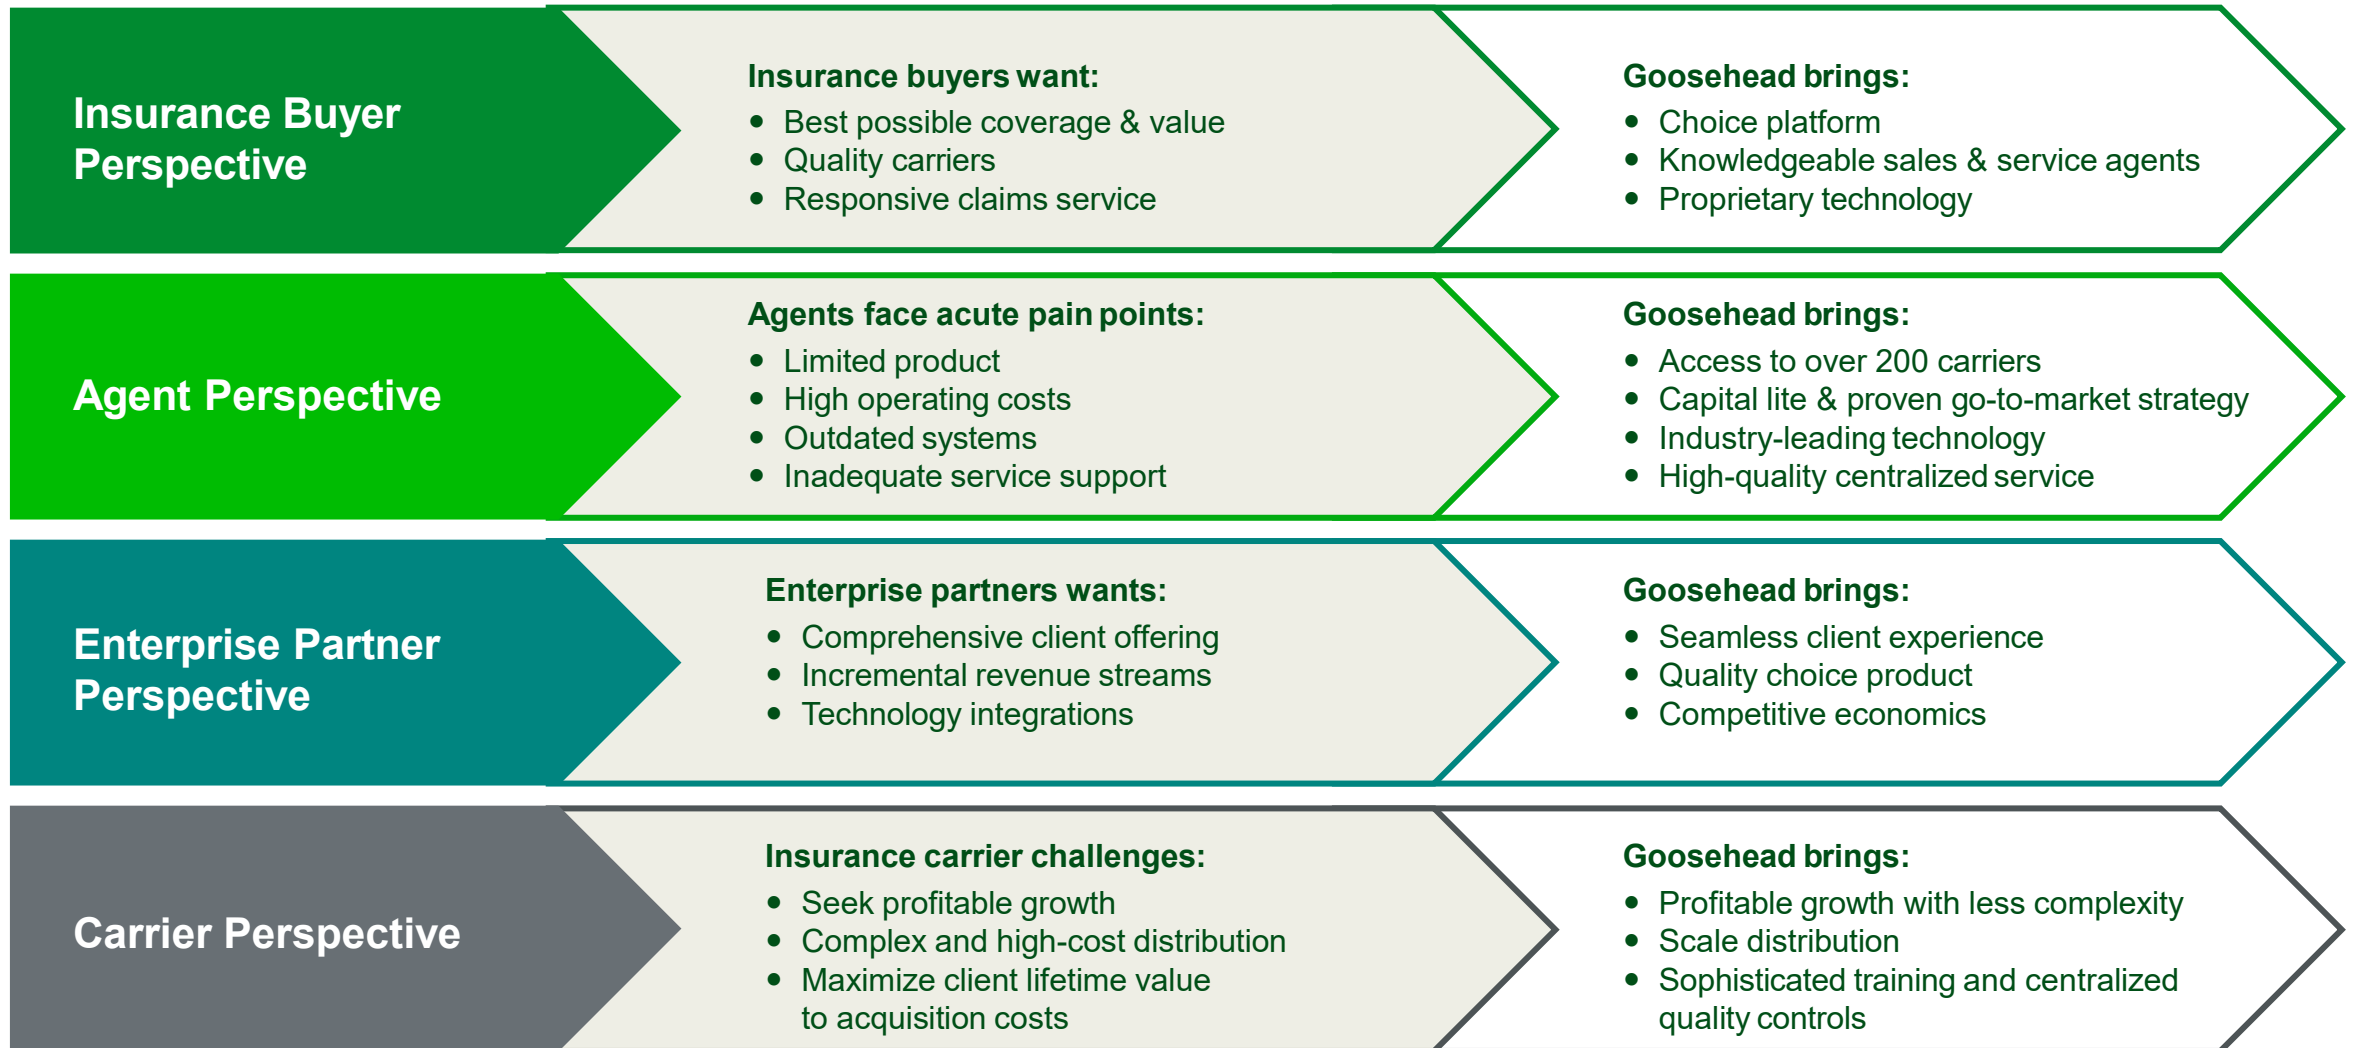 Insurance Buyer
Perspective
Insurance buyers want:
• Best possible coverage & value
• Quality carriers
• Responsive claims service
Goosehead brings:
• Choice platform
• Knowledgeable sales & service agents
• Proprietary technology
Agent Perspective
Agents face acute pain points:
• Limited product
• High operating costs
• Outdated systems
• Inadequate service support
Goosehead brings:
• Access to over 200 carriers
• Capital lite & proven go-to-market strategy
• Industry-leading technology
• High-quality centralized service
Enterprise Partner
Perspective
Enterprise partners wants:
• Comprehensive client offering
• Incremental revenue streams
• Technology integrations
Goosehead brings:
• Seamless client experience
• Quality choice product
• Competitive economics
Carrier Perspective
Insurance carrier challenges:
• Seek profitable growth
• Complex and high-cost distribution
• Maximize client lifetime value
to acquisition costs
Goosehead brings:
• Profitable growth with less complexity
• Scale distribution
• Sophisticated training and centralized
quality controls